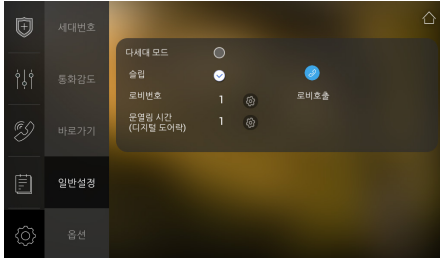 세대번호
통화감도
바로가기
일반설정
옵션
다세대 모드
슬립
로비번호 1
로비호출
문열림 시간 1
(디지털 도어락)